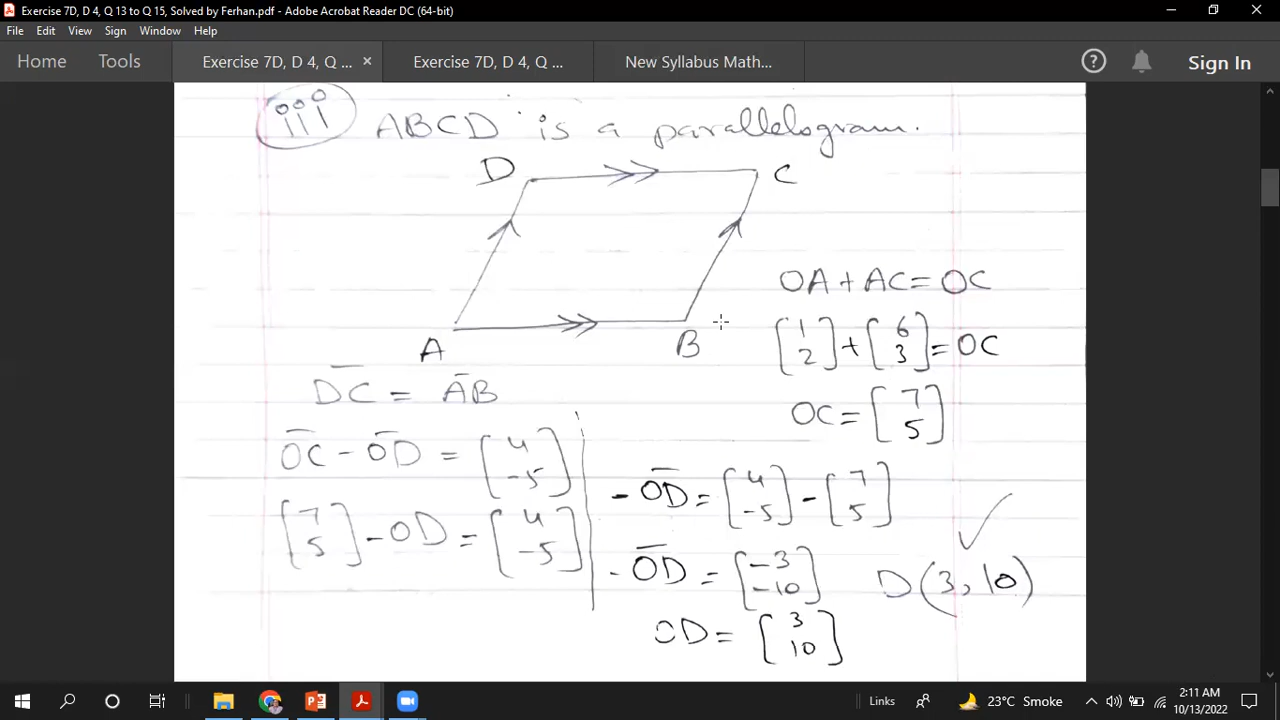 Exercise 7D, D 4, Q 13 to Q 15, Solved by Ferhan.pdf - Adobe Acrobat Reader DC (64-bit)
File Edit View Sign Window Help
Home Tools Exercise 7D, D 4, Q ... × Exercise 7D, D 4, Q ... New Syllabus Math... Sign In
iii ABCD is a parallelogram.
D C
A B
OA + AC = OC
[1 2] + [6 3] = OC
OC = [7 5]
DC = AB
OC - OD = [4 -5]
[7 5] - OD = [4 -5]
- OD = [4 -5] - [7 5]
- OD = [-3 -10]
OD = [3 10]
D(3, 10)
Links 23°C Smoke 2:11 AM
10/13/2022